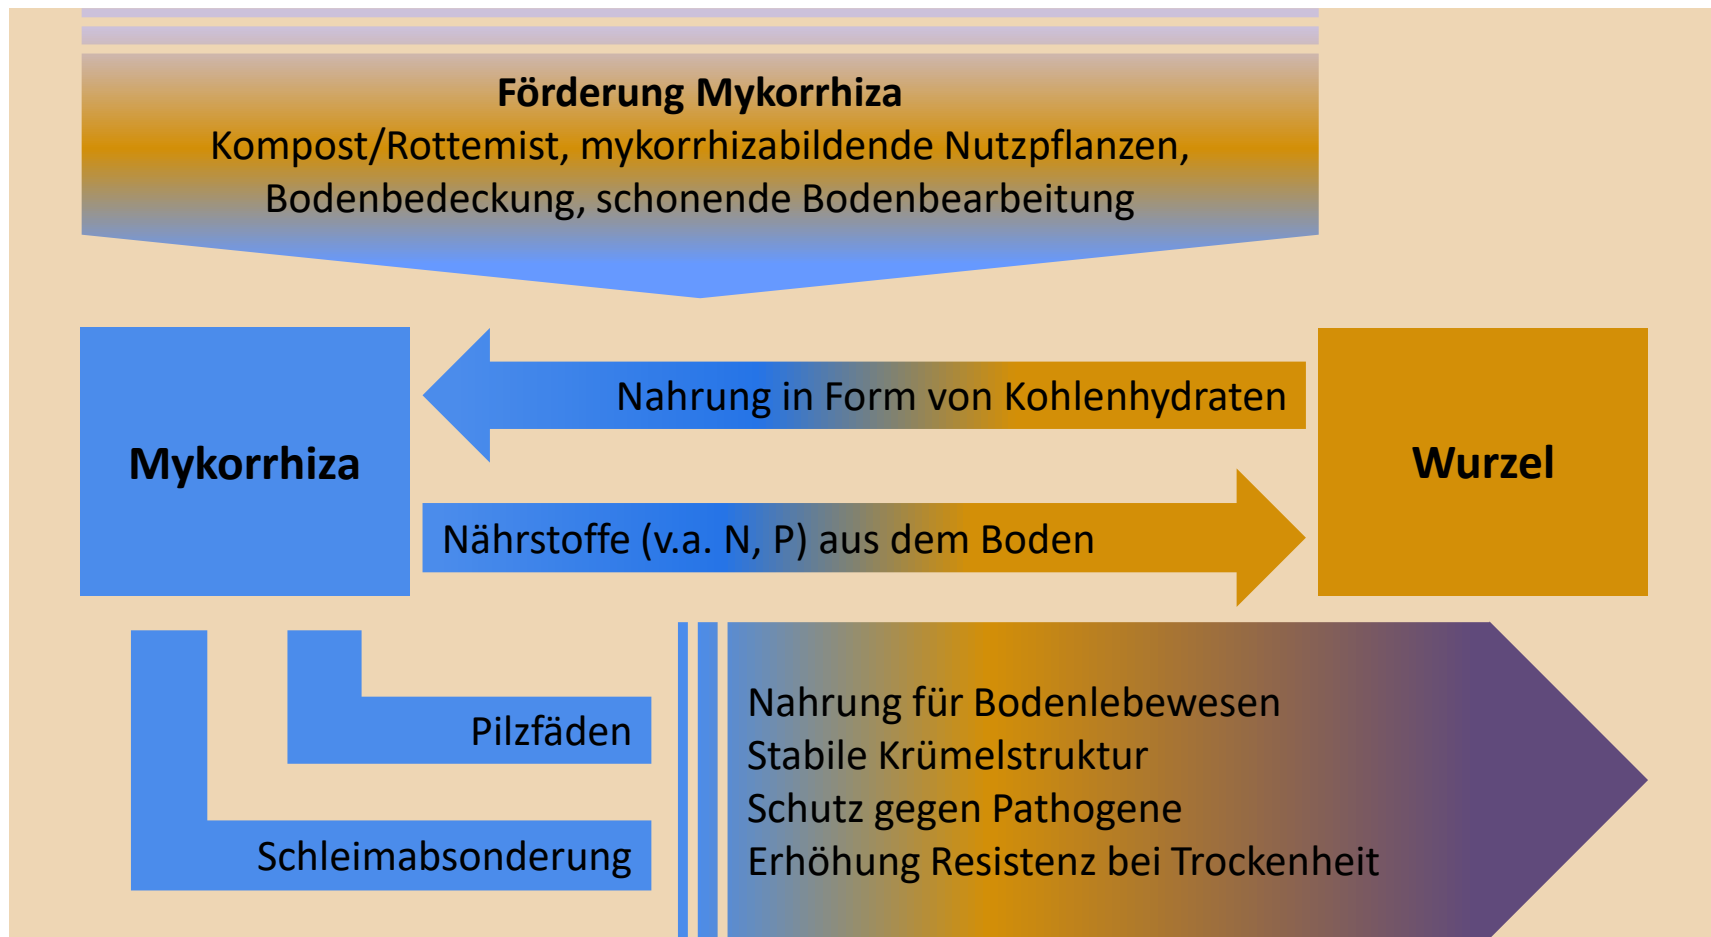 Förderung Mykorrhiza
Kompost/Rottemist, mykorrhizabildende Nutzpflanzen,
Bodenbedeckung, schonende Bodenbearbeitung
Nahrung in Form von Kohlenhydraten
Mykorrhiza
Wurzel
Nährstoffe (v.a. N, P) aus dem Boden
Pilzfäden
Schleimabsonderung
Nahrung für Bodenlebewesen
Stabile Krümelstruktur
Schutz gegen Pathogene
Erhöhung Resistenz bei Trockenheit